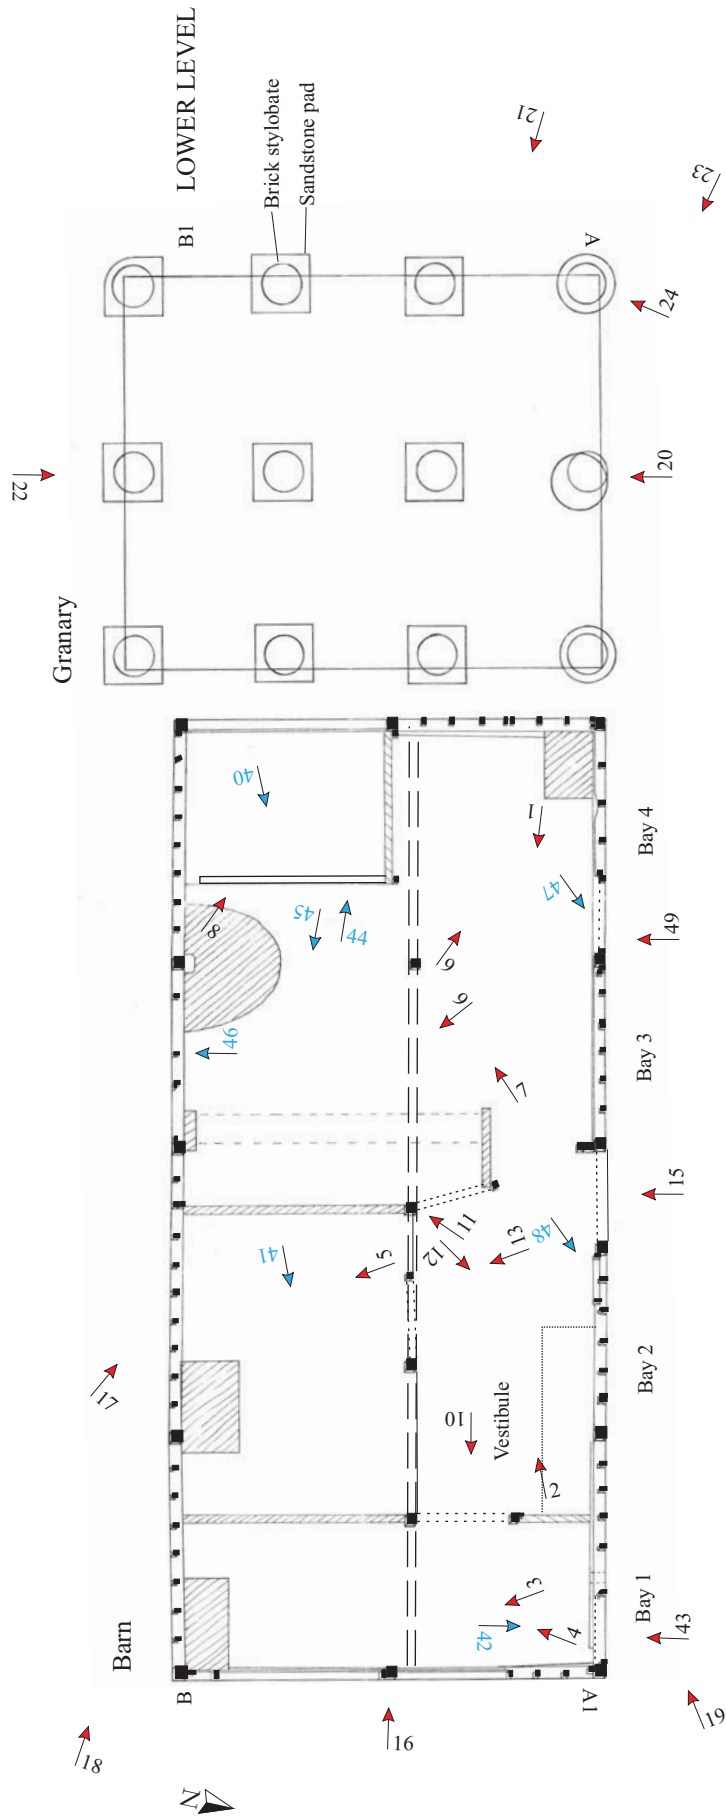 LOWER LEVEL
Brick stylobate
Sandstone pad
21
23
B1
A
24
22
20
Granary
40
1
Bay 4
47
8
45
44
49
6
9
46
7
Bay 3
15
11
12
13
48
41
5
17
Bay 2
10
Vestibule
2
3
42
4
Bay 1
43
Barn
B
A1
18
16
19
N